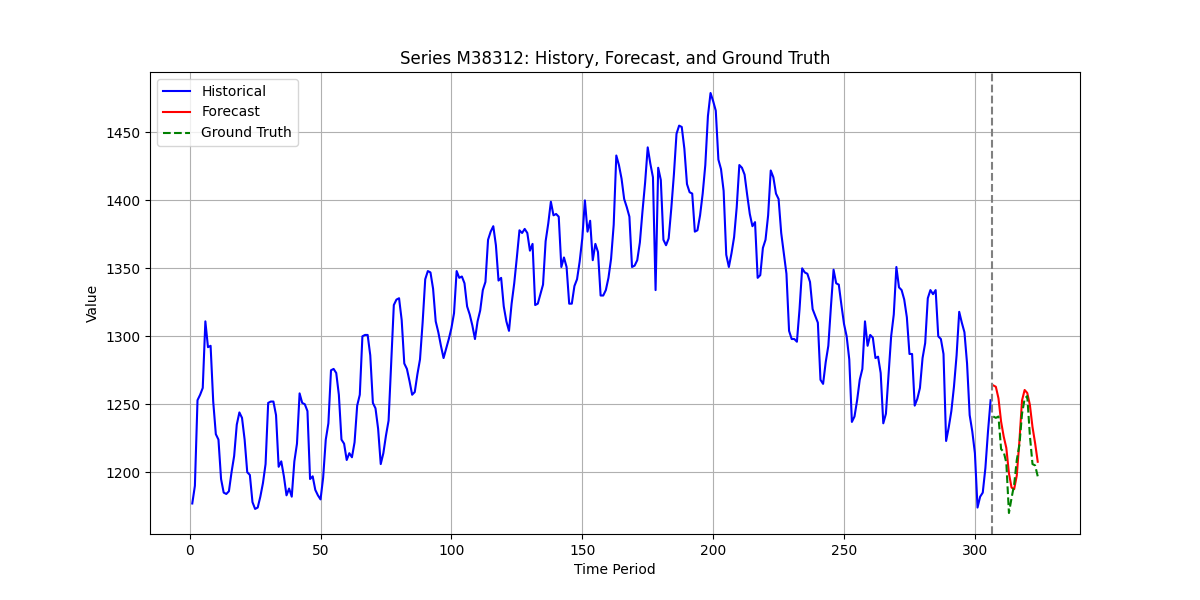 Series M38312: History, Forecast, and Ground Truth
Historical
Forecast
Ground Truth
Value
1450
1400
1350
1300
1250
1200
0 50 100 150 200 250 300
Time Period